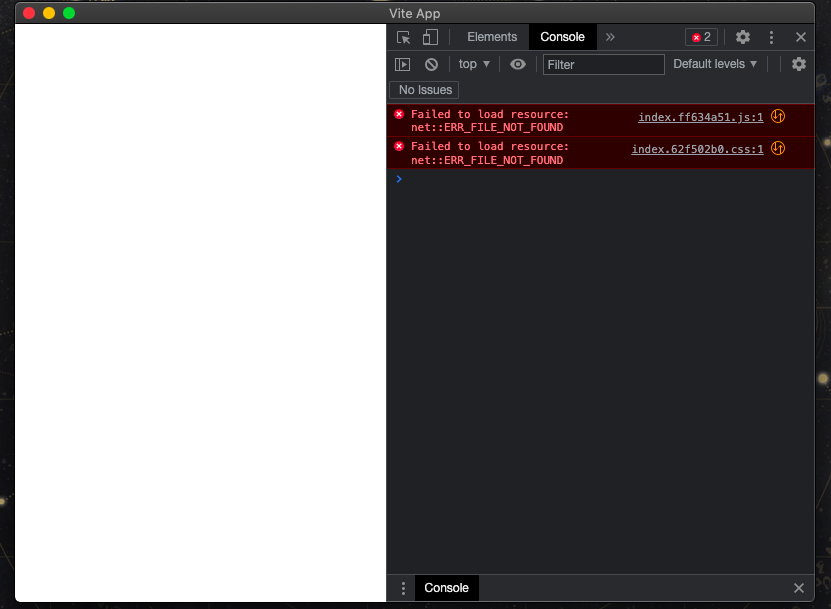 Vite App
Elements Console » 2
top ▼ Filter Default levels ▼
No Issues
Failed to load resource: index.ff634a51.js:1
net::ERR_FILE_NOT_FOUND
Failed to load resource: index.62f502b0.css:1
net::ERR_FILE_NOT_FOUND
Console